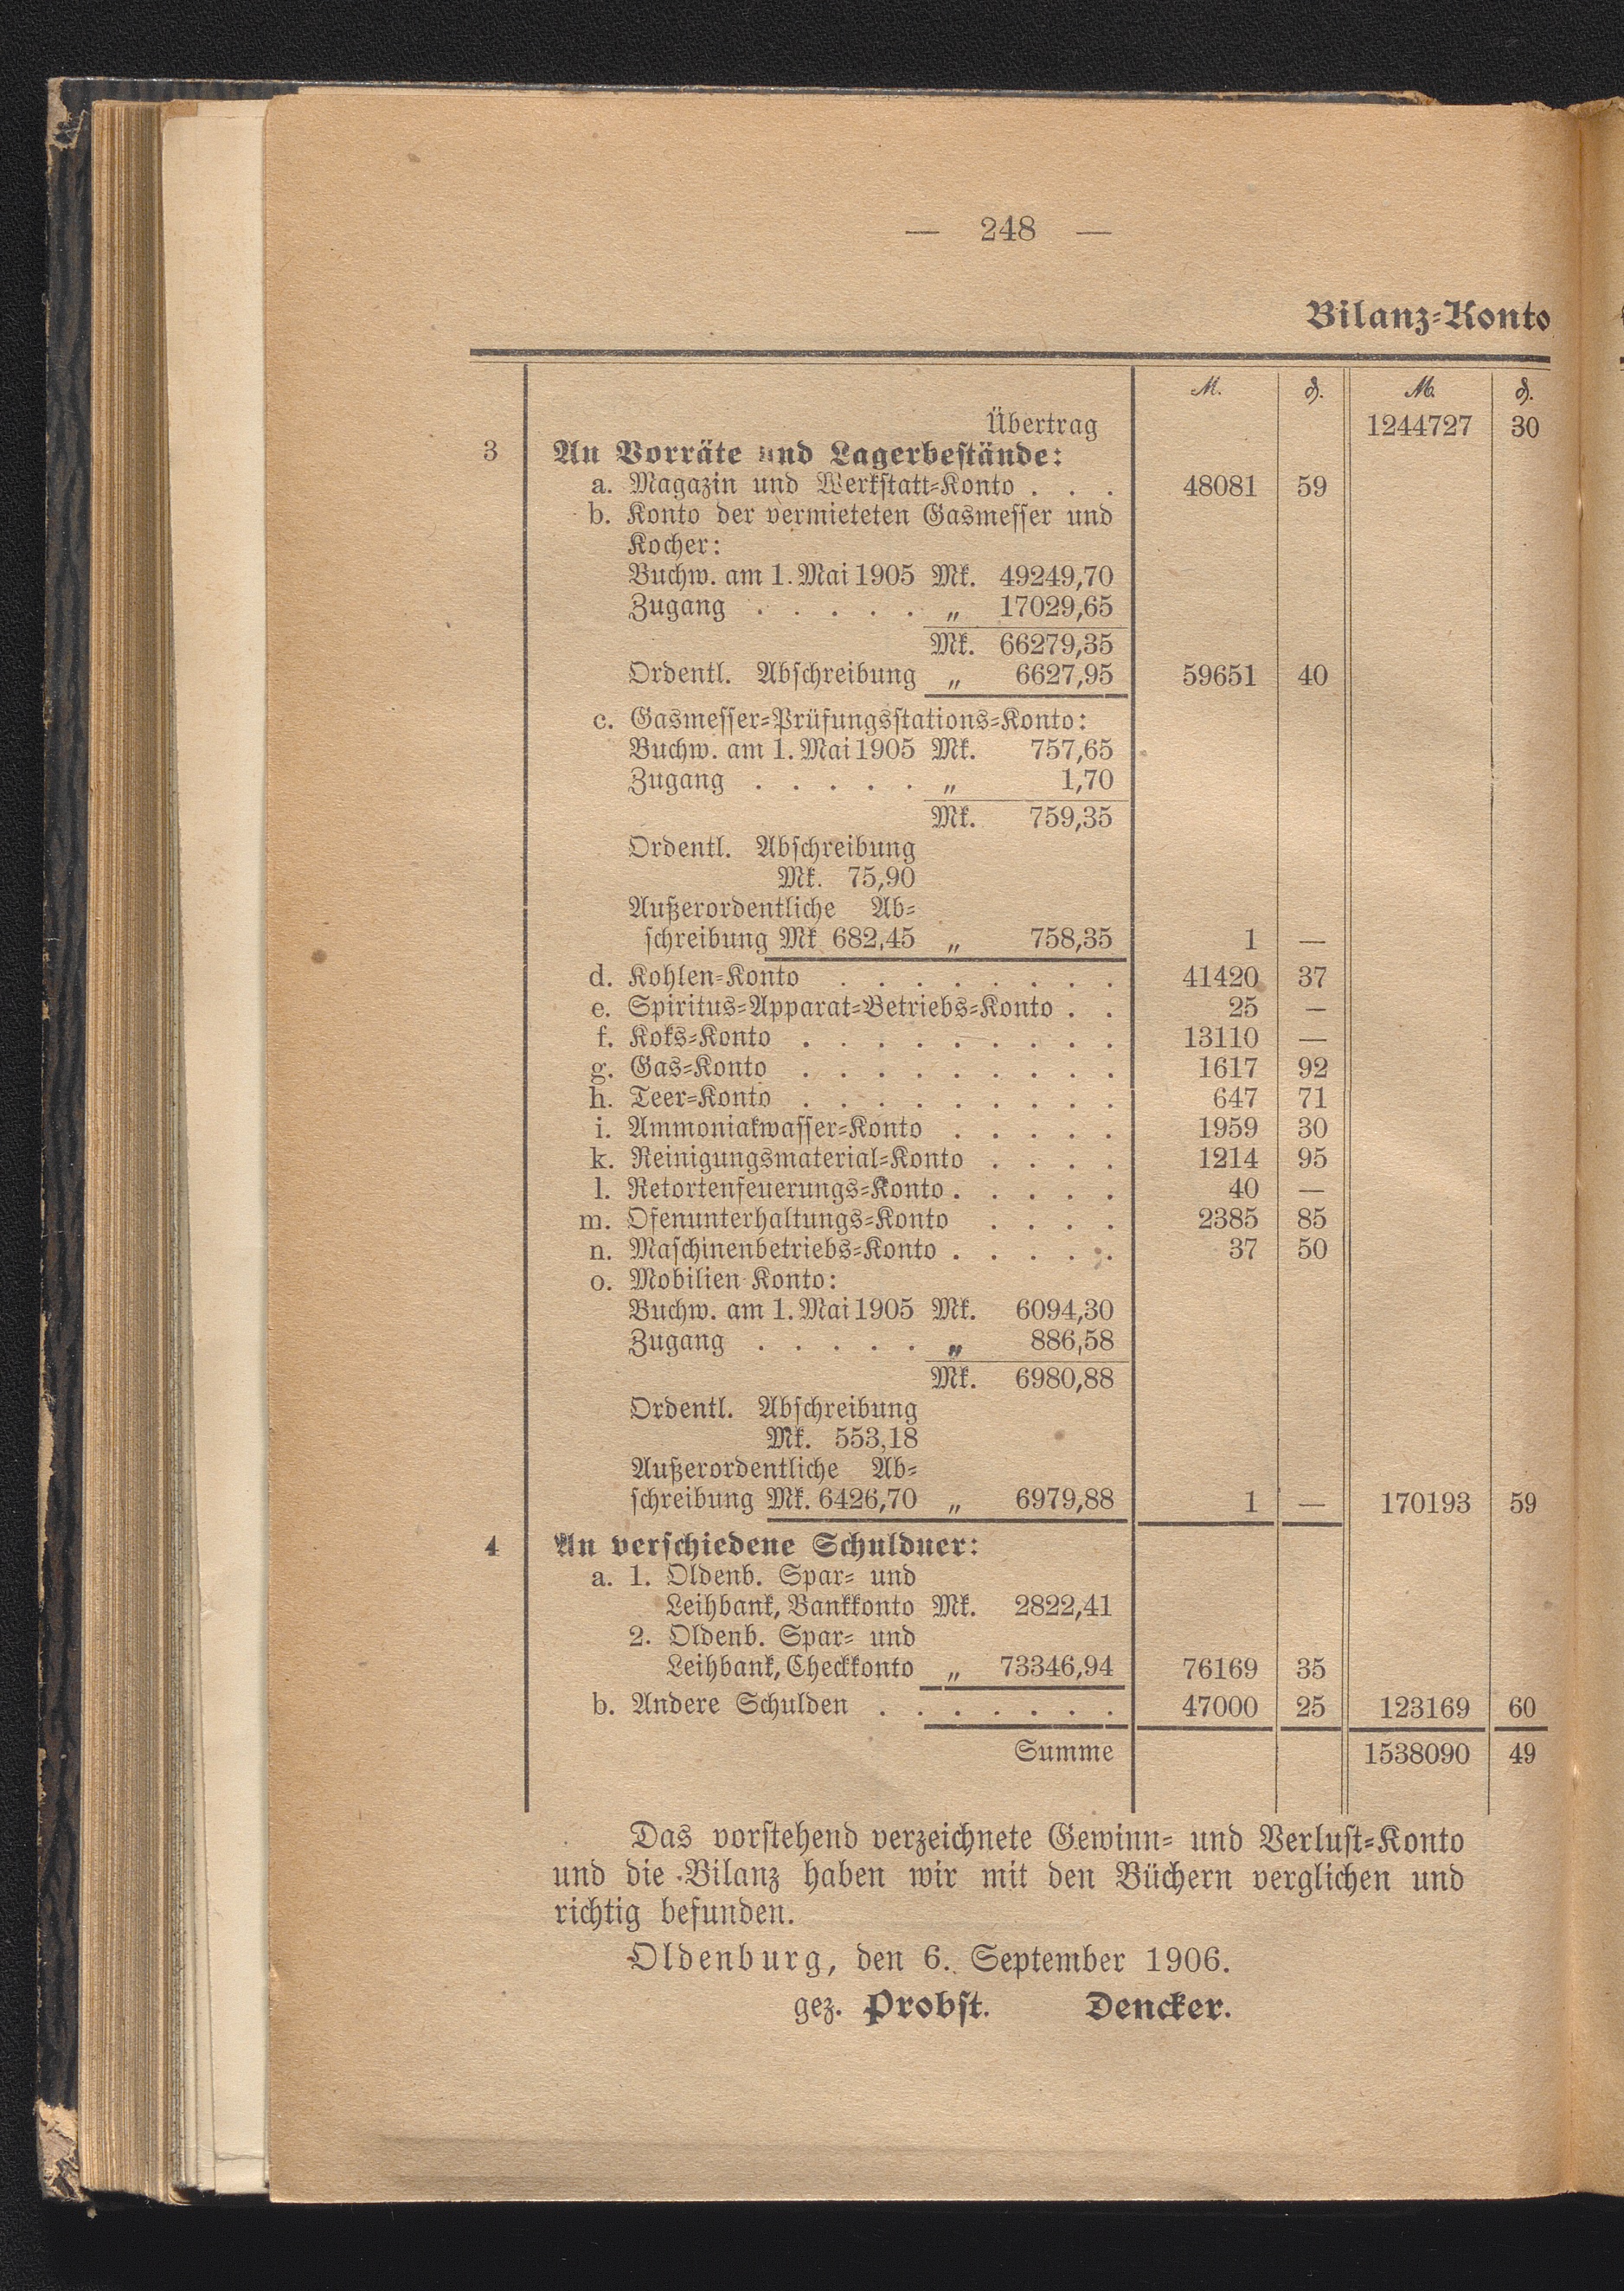 — 248 —
Bilanz-Konto
M. ₰. M. ₰.
Übertrag 1244727 30
3 An Vorräte und Lagerbestände:
a. Magazin und Werkstatt-Konto . . . 48081 59
b. Konto der vermieteten Gasmesser und
Kocher:
Buchw. am 1. Mai 1905 Mk. 49249,70
Zugang . . . . . „ 17029,65
Mk. 66279,35
Ordentl. Abschreibung „ 6627,95 59651 40
c. Gasmesser-Prüfungsstations-Konto:
Buchw. am 1. Mai 1905 Mk. 757,65
Zugang . . . . . „ 1,70
Mk. 759,35
Ordentl. Abschreibung
Mk. 75,90
Außerordentliche Ab-
schreibung Mk 682,45 „ 758,35 1 —
d. Kohlen-Konto . . . . . . . . 41420 37
e. Spiritus-Apparat-Betriebs-Konto . . 25 —
f. Koks-Konto . . . . . . . . . 13110 —
g. Gas-Konto . . . . . . . . . 1617 92
h. Teer-Konto . . . . . . . . . 647 71
i. Ammoniakwasser-Konto . . . . . 1959 30
k. Reinigungsmaterial-Konto . . . . 1214 95
l. Retortenfeuerungs-Konto . . . . . 40 —
m. Ofenunterhaltungs-Konto . . . . 2385 85
n. Maschinenbetriebs-Konto . . . . . 37 50
o. Mobilien Konto:
Buchw. am 1. Mai 1905 Mk. 6094,30
Zugang . . . . . „ 886,58
Mk. 6980,88
Ordentl. Abschreibung
Mk. 553,18
Außerordentliche Ab-
schreibung Mk. 6426,70 „ 6979,88 1 — 170193 59
4 An verschiedene Schuldner:
a. 1. Oldenb. Spar- und
Leihbank, Bankkonto Mk. 2822,41
2. Oldenb. Spar- und
Leihbank, Checkkonto „ 73346,94 76169 35
b. Andere Schulden . . . . . . . 47000 25 123169 60
Summe 1538090 49
Das vorstehend verzeichnete Gewinn- und Verlust-Konto
und die Bilanz haben wir mit den Büchern verglichen und
richtig befunden.
Oldenburg, den 6. September 1906.
gez. Probst. Dencker.